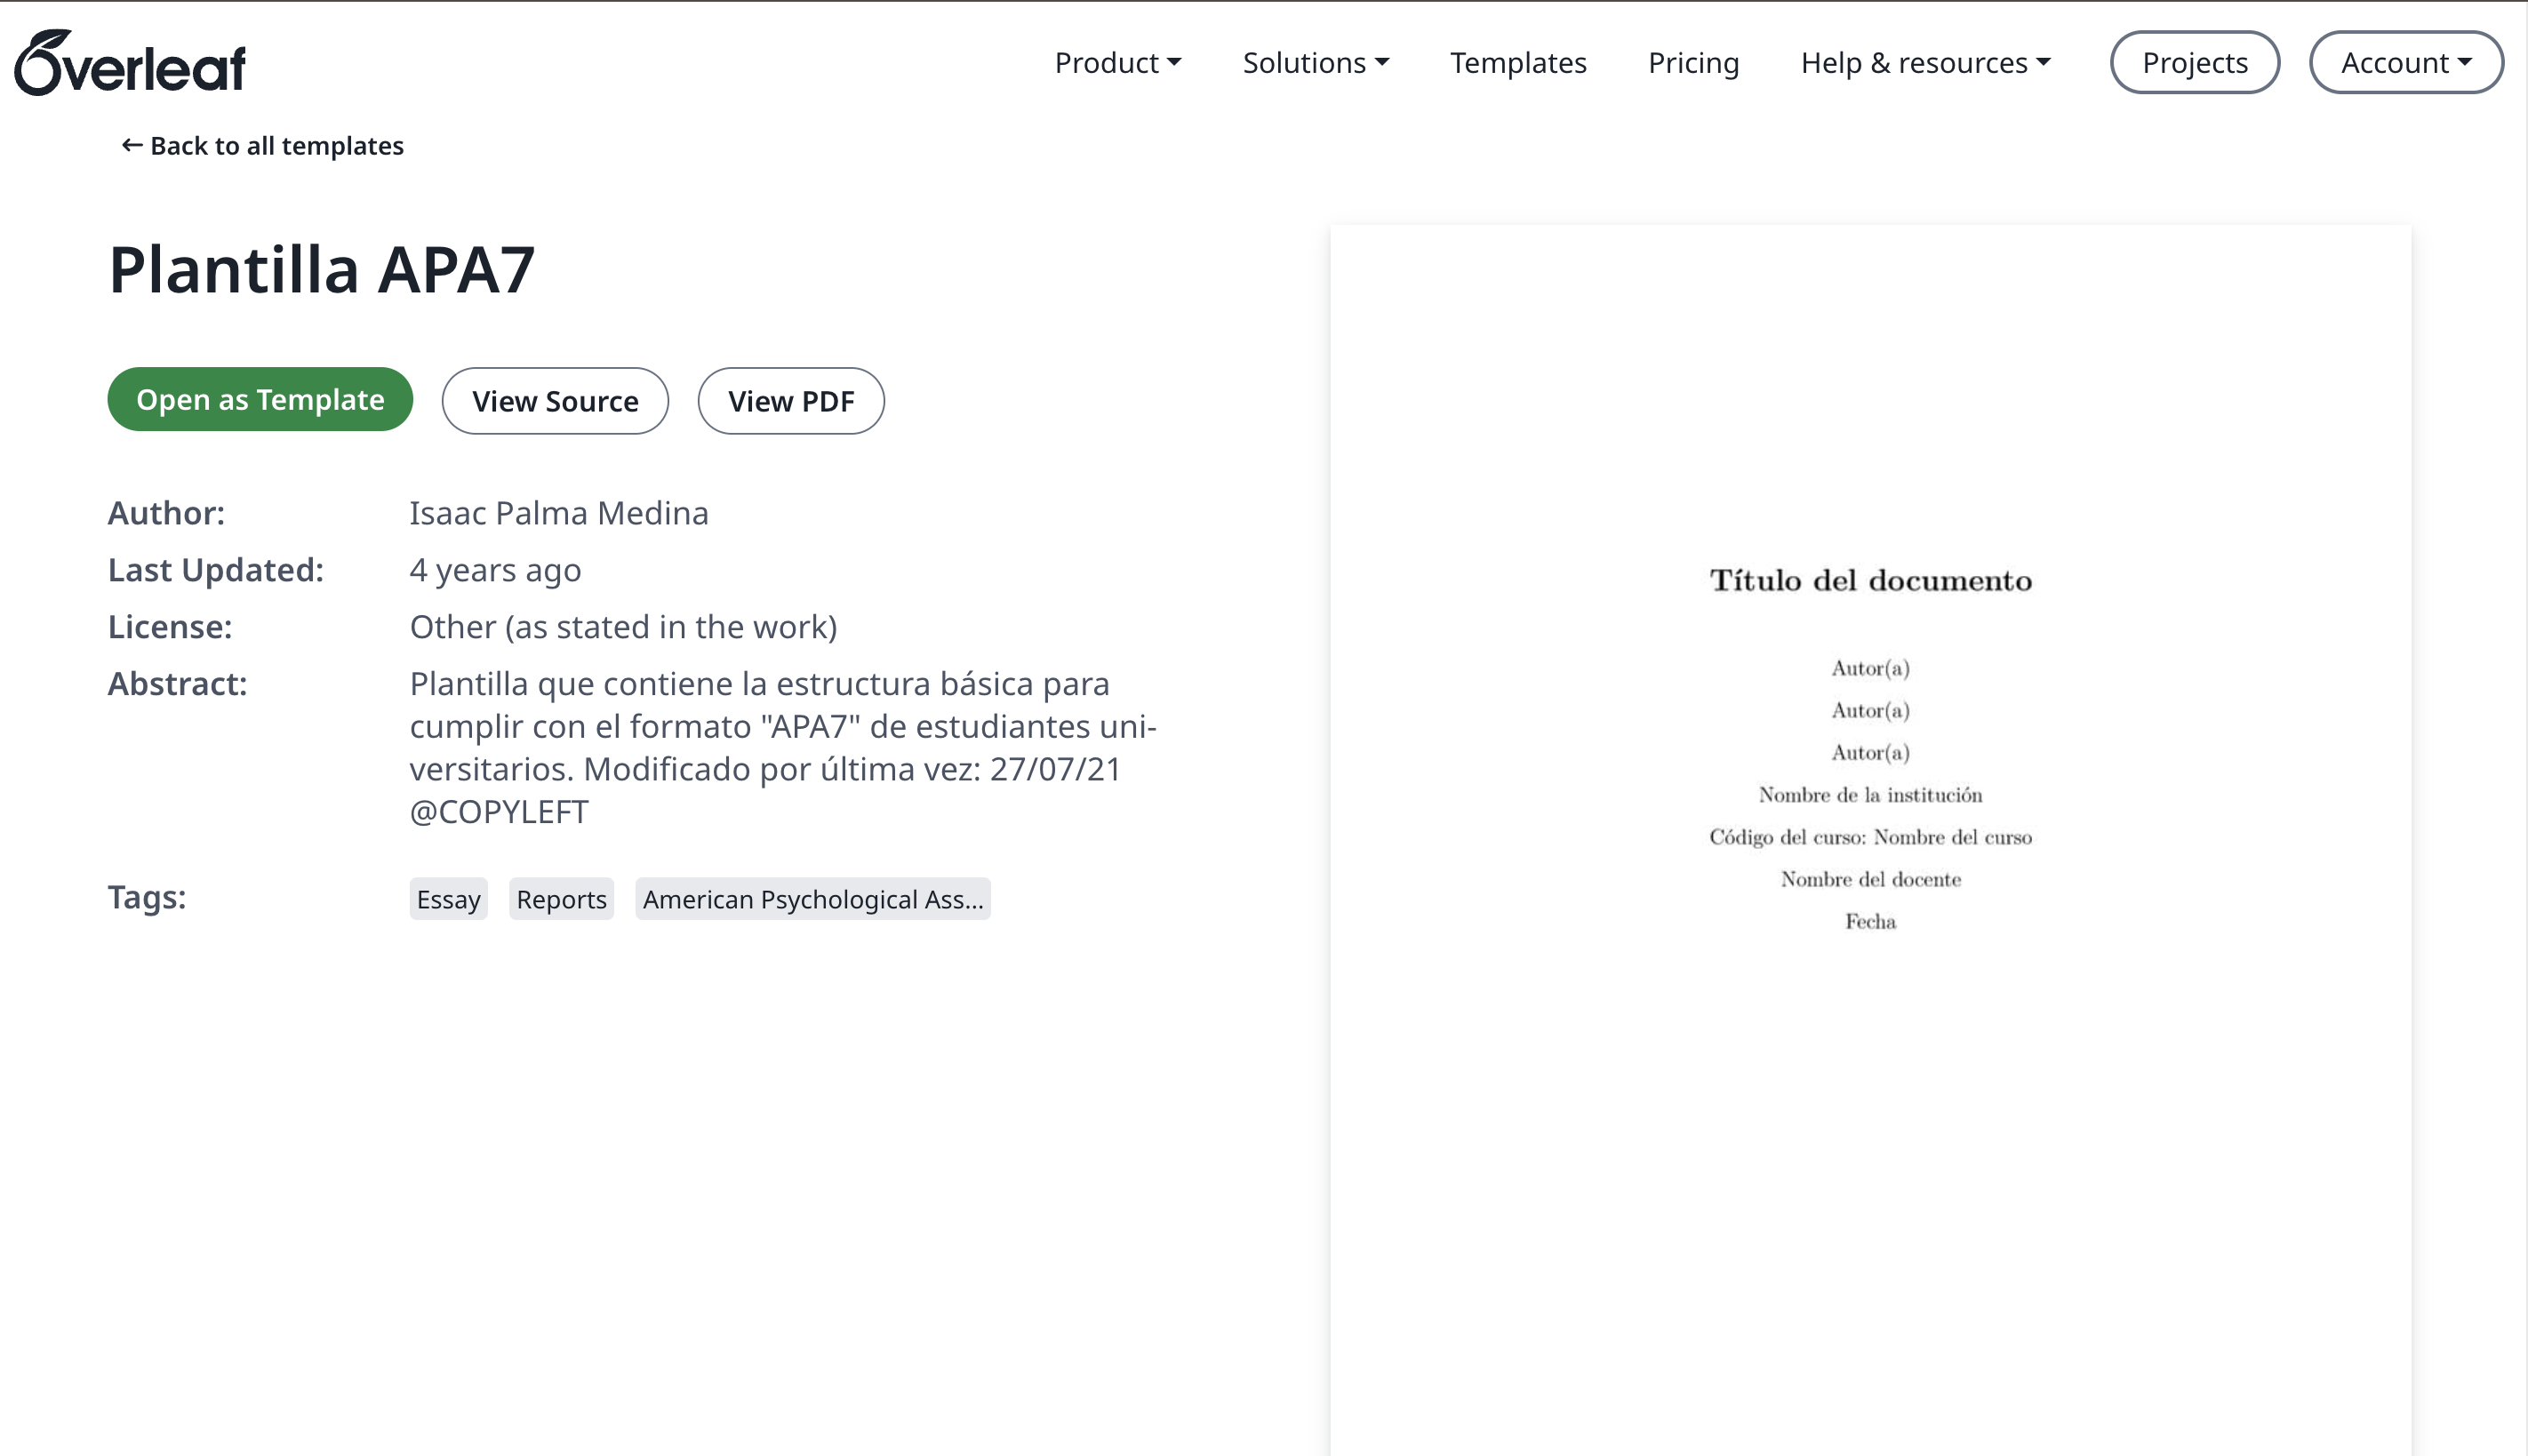 Overleaf
Product
Solutions
Templates
Pricing
Help & resources
Projects
Account
← Back to all templates
Plantilla APA7
Open as Template
View Source
View PDF
Author: Isaac Palma Medina
Last Updated: 4 years ago
License: Other (as stated in the work)
Abstract: Plantilla que contiene la estructura básica para
cumplir con el formato "APA7" de estudiantes uni-
versitarios. Modificado por última vez: 27/07/21
@COPYLEFT
Tags: Essay Reports American Psychological Ass...
Título del documento
Autor(a)
Autor(a)
Autor(a)
Nombre de la institución
Código del curso: Nombre del curso
Nombre del docente
Fecha